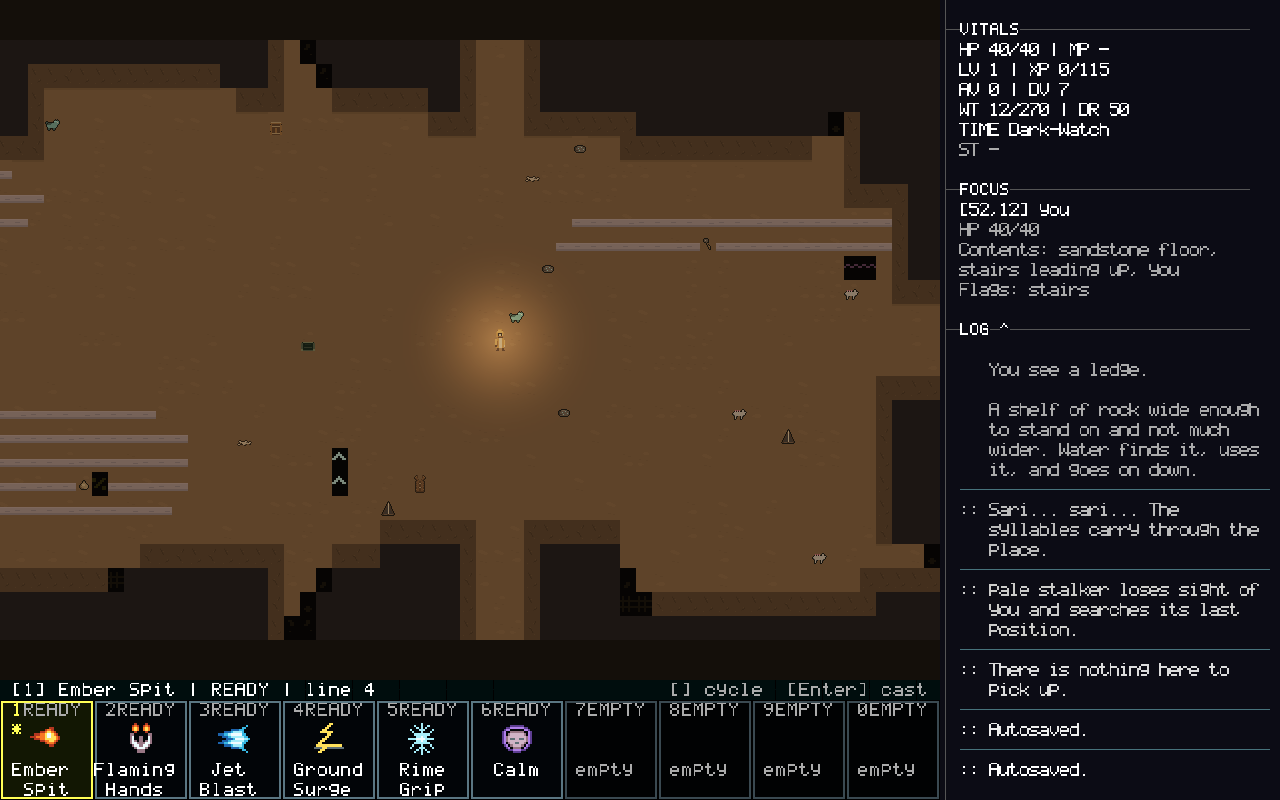 VITALS
HP 40/40 | MP -
LV 1 | XP 0/115
AV 0 | DV 7
WT 12/270 | DR 50
TIME Dark-Watch
ST -
FOCUS
[52,12] You
HP 40/40
Contents: sandstone floor,
stairs leading up, You
Flags: stairs
LOG ^
You see a ledge.
A shelf of rock wide enough
to stand on and not much
wider. Water finds it, uses
it, and goes on down.
:: Sari... sari... The
syllables carry through the
Place.
:: Pale stalker loses sight of
you and searches its last
Position.
:: There is nothing here to
Pick up.
:: Autosaved.
:: Autosaved.
[1] Ember Spit | READY | line 4
[] cycle [Enter] cast
1READY 2READY 3READY 4READY 5READY 6READY 7EMPTY 8EMPTY 9EMPTY 0EMPTY
*
Ember Flaming Jet Ground Rime Calm empty empty empty empty
Spit Hands Blast Surge Grip